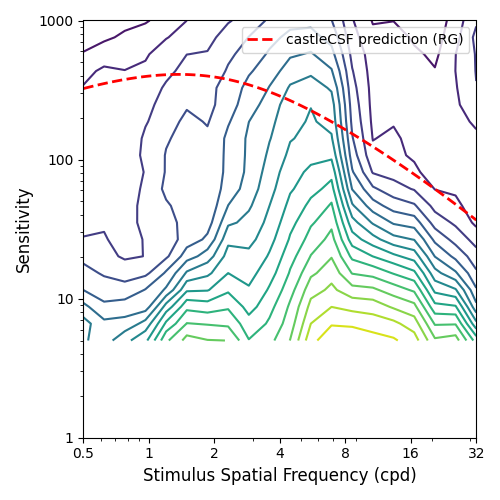 1000
castleCSF prediction (RG)
100
Sensitivity
10
1
0.5 1 2 4 8 16 32
Stimulus Spatial Frequency (cpd)